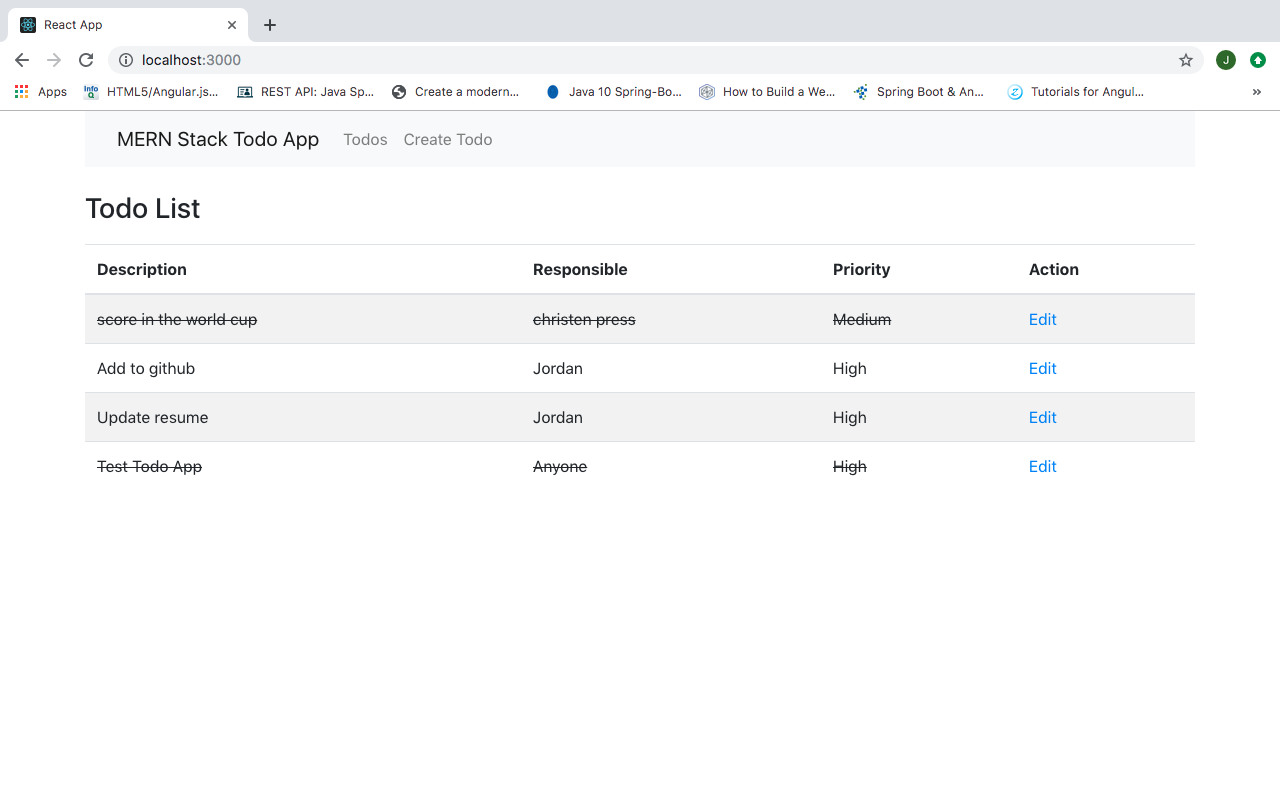 React App
localhost:3000
J
Apps
Info Q HTML5/Angular.js...
REST API: Java Sp...
Create a modern...
Java 10 Spring-Bo...
How to Build a We...
Spring Boot & An...
Z Tutorials for Angul...
MERN Stack Todo App Todos Create Todo
Todo List
Description Responsible Priority Action
score in the world cup christen press Medium Edit
Add to github Jordan High Edit
Update resume Jordan High Edit
Test Todo App Anyone High Edit